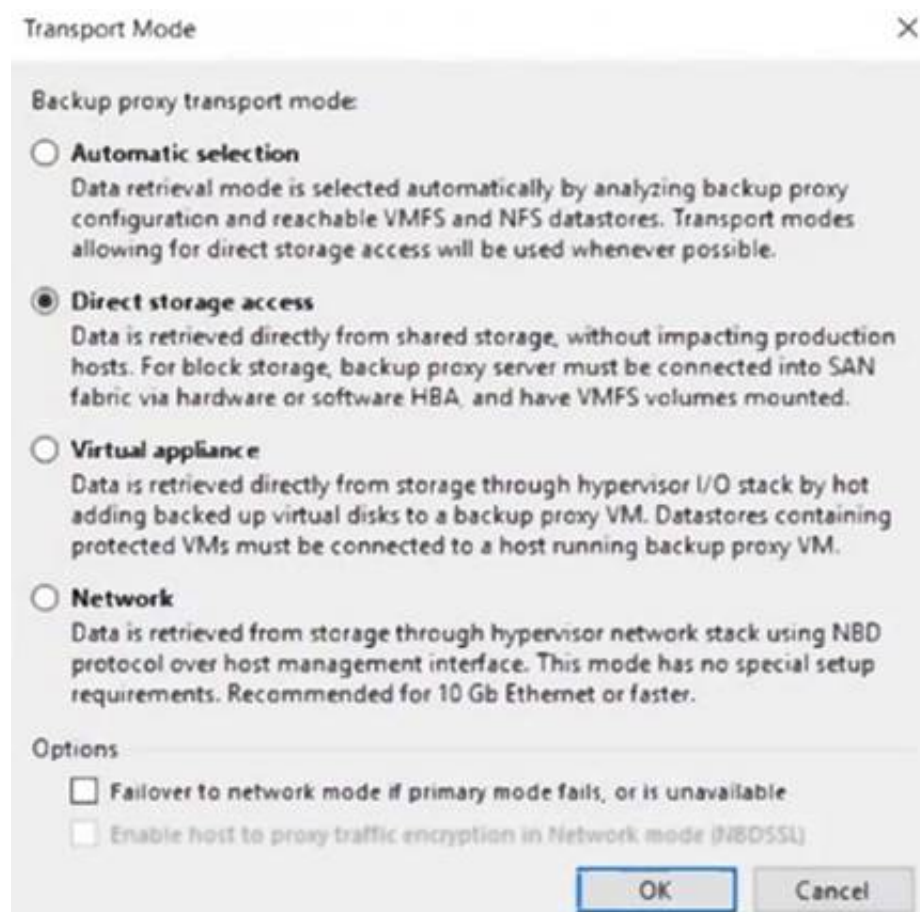 Transport Mode
Backup proxy transport mode:
Automatic selection
Data retrieval mode is selected automatically by analyzing backup proxy
configuration and reachable VMFS and NFS datastores. Transport modes
allowing for direct storage access will be used whenever possible.
Direct storage access
Data is retrieved directly from shared storage, without impacting production
hosts. For block storage, backup proxy server must be connected into SAN
fabric via hardware or software HBA, and have VMFS volumes mounted.
Virtual appliance
Data is retrieved directly from storage through hypervisor I/O stack by hot
adding backed up virtual disks to a backup proxy VM. Datastores containing
protected VMs must be connected to a host running backup proxy VM.
Network
Data is retrieved from storage through hypervisor network stack using NBD
protocol over host management interface. This mode has no special setup
requirements. Recommended for 10 Gb Ethernet or faster.
Options
Failover to network mode if primary mode fails, or is unavailable
Enable host to proxy traffic encryption in Network mode (NBDSSL)
OK Cancel